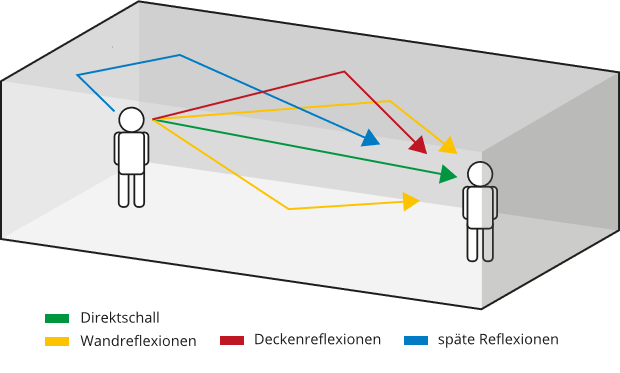 Direktschall
Wandreflexionen
Deckenreflexionen
späte Reflexionen